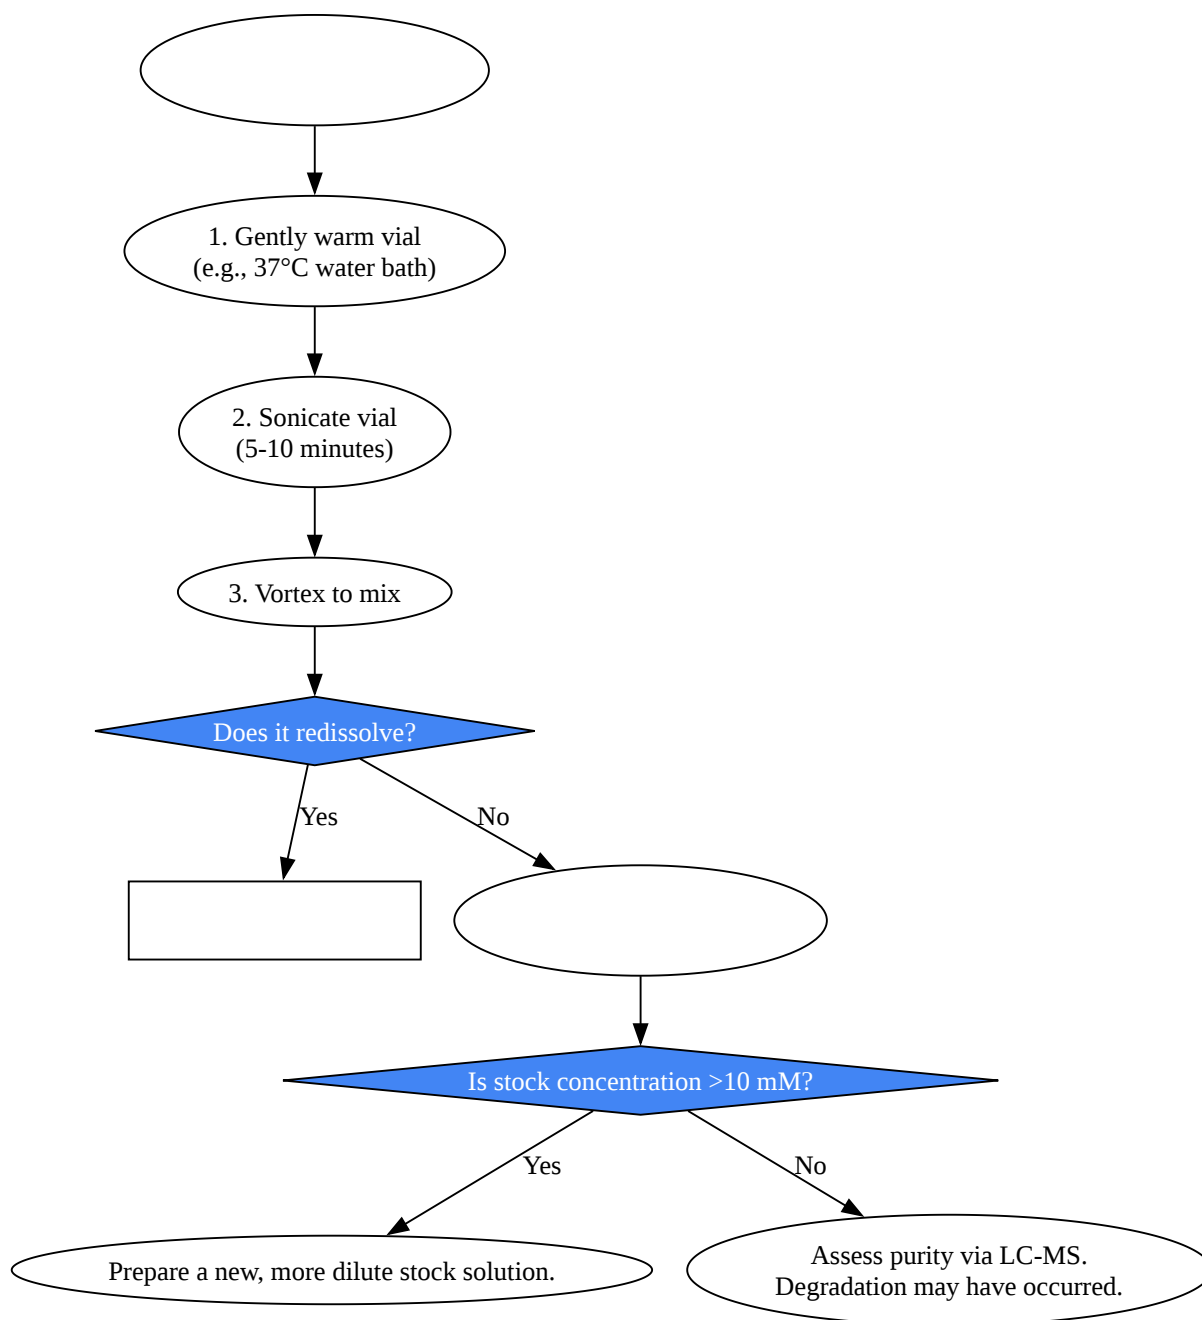 1. Gently warm vial
(e.g., 37°C water bath)
2. Sonicate vial
(5-10 minutes)
3. Vortex to mix
Does it redissolve?
Yes
No
Is stock concentration >10 mM?
Yes
No
Prepare a new, more dilute stock solution.
Assess purity via LC-MS.
Degradation may have occurred.